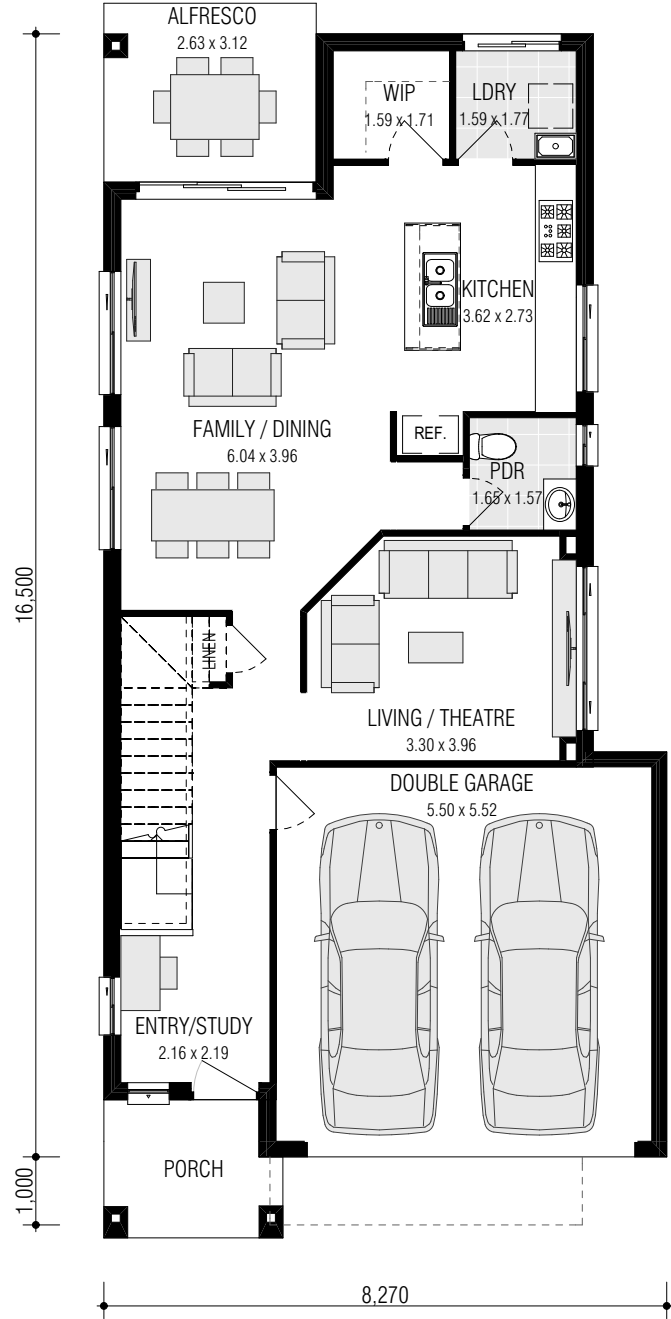 ALFRESCO
2.63 x 3.12
WIP
1.59 x 1.71
LDRY
1.59 x 1.77
KITCHEN
3.62 x 2.73
FAMILY / DINING
6.04 x 3.96
REF.
PDR
1.65 x 1.57
16,500
LINEN
LIVING / THEATRE
3.30 x 3.96
DOUBLE GARAGE
5.50 x 5.52
ENTRY/STUDY
2.16 x 2.19
PORCH
1,000
8,270